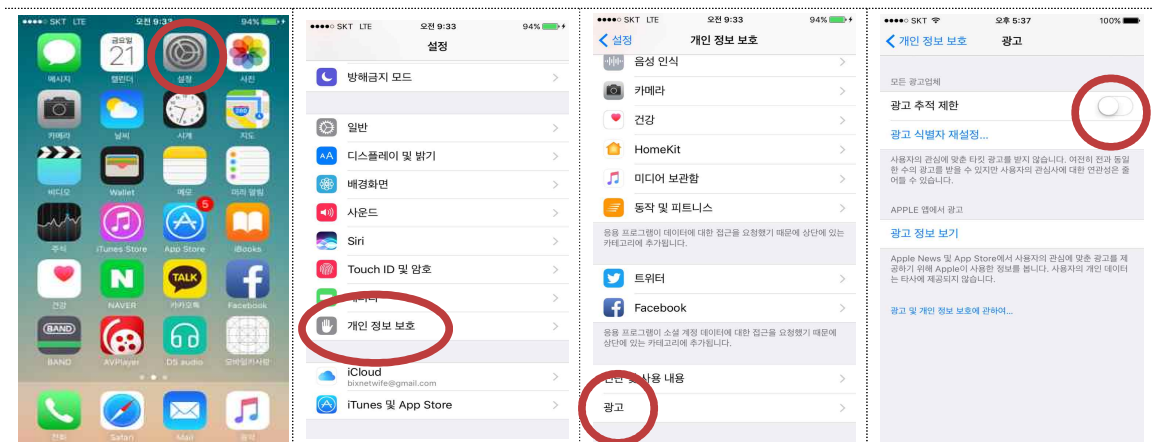 SKT LTE 오전 9:33 94%
금요일
21
메시지 캘린더 설정 사진
280
카메라 날씨 시계 지도
비디오 Wallet 메모 미리 알림
5
주식 iTunes Store App Store iBooks
N TALK
건강 NAVER 카카오톡 Facebook
BAND
BAND AVPlayer DS audio
전화 Safari Mail 음악
SKT LTE 오전 9:33 94%
설정
방해금지 모드
일반
AA 디스플레이 및 밝기
배경화면
사운드
Siri
Touch ID 및 암호
배터리
개인 정보 보호
iCloud
bixnetwife@gmail.com
iTunes 및 App Store
SKT LTE 오전 9:33 94%
설정 개인 정보 보호
음성 인식
카메라
건강
HomeKit
미디어 보관함
동작 및 피트니스
응용 프로그램이 데이터에 대한 접근을 요청했기 때문에 상단에 있는
카테고리에 추가됩니다.
트위터
Facebook
응용 프로그램이 소셜 계정 데이터에 대한 접근을 요청했기 때문에
상단에 있는 카테고리에 추가됩니다.
진단 및 사용 내용
광고
SKT 오후 5:37 100%
개인 정보 보호 광고
모든 광고업체
광고 추적 제한
광고 식별자 재설정...
사용자의 관심에 맞춘 타킷 광고를 받지 않습니다. 여전히 전과 동일
한 수의 광고를 받을 수 있지만 사용자의 관심사에 대한 연관성은 줄
어들 수 있습니다.
APPLE 앱에서 광고
광고 정보 보기
Apple News 및 App Store에서 사용자의 관심에 맞춘 광고를 제
공하기 위해 Apple이 사용한 정보를 봅니다. 사용자의 개인 데이터
는 타사에 제공되지 않습니다.
광고 및 개인 정보 보호에 관하여...